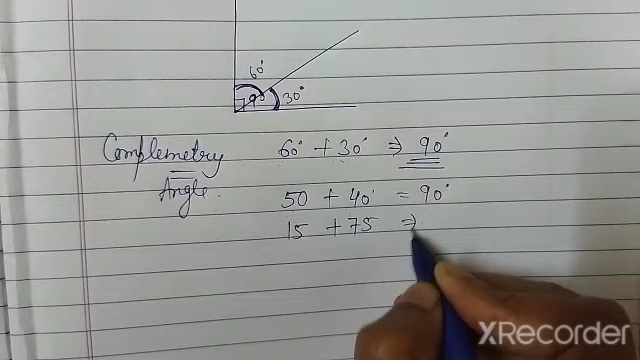 60°
90
30°
Complemetry 60° + 30° ⇒ 90°
Angle.
50 + 40° = 90°
15 + 75 ⇒
XRecorder